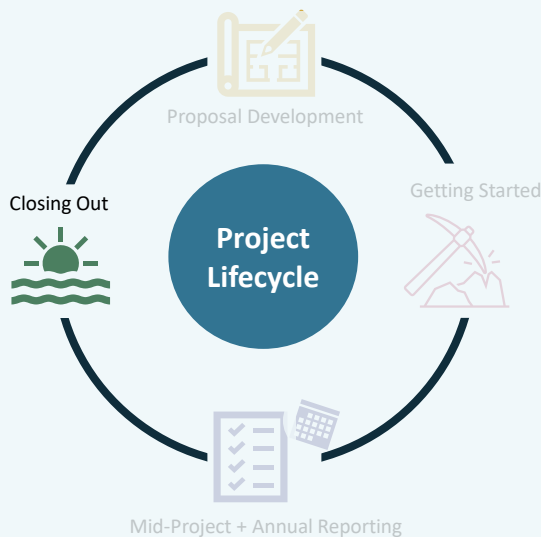 Proposal Development
Getting Started
Closing Out
Project
Lifecycle
Mid-Project + Annual Reporting